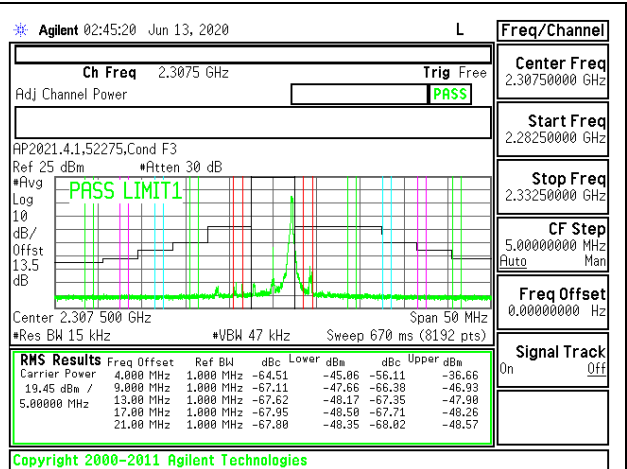 Agilent 02:45:20 Jun 13, 2020 L
Freq/Channel
Ch Freq 2.3075 GHz Trig Free
Adj Channel Power PASS
AP2021.4.1,52275,Cond F3
Ref 25 dBm #Atten 30 dB
#Avg
Log
10
dB/
Offst
13.5
dB
PASS LIMIT1
Center 2.307 500 GHz Span 50 MHz
#Res BW 15 kHz #VBW 47 kHz Sweep 670 ms (8192 pts)
RMS Results Freq Offset Ref BW dBc Lower dBm dBc Upper dBm
Carrier Power 4.000 MHz 1.000 MHz -64.51 -45.06 -56.11 -36.66
19.45 dBm / 9.000 MHz 1.000 MHz -67.11 -47.66 -66.38 -46.93
5.00000 MHz 13.00 MHz 1.000 MHz -67.62 -48.17 -67.35 -47.90
17.00 MHz 1.000 MHz -67.95 -48.50 -67.71 -48.26
21.00 MHz 1.000 MHz -67.80 -48.35 -68.02 -48.57
Copyright 2000-2011 Agilent Technologies
Center Freq
2.30750000 GHz
Start Freq
2.28250000 GHz
Stop Freq
2.33250000 GHz
CF Step
5.00000000 MHz
Auto Man
Freq Offset
0.00000000 Hz
Signal Track
On Off